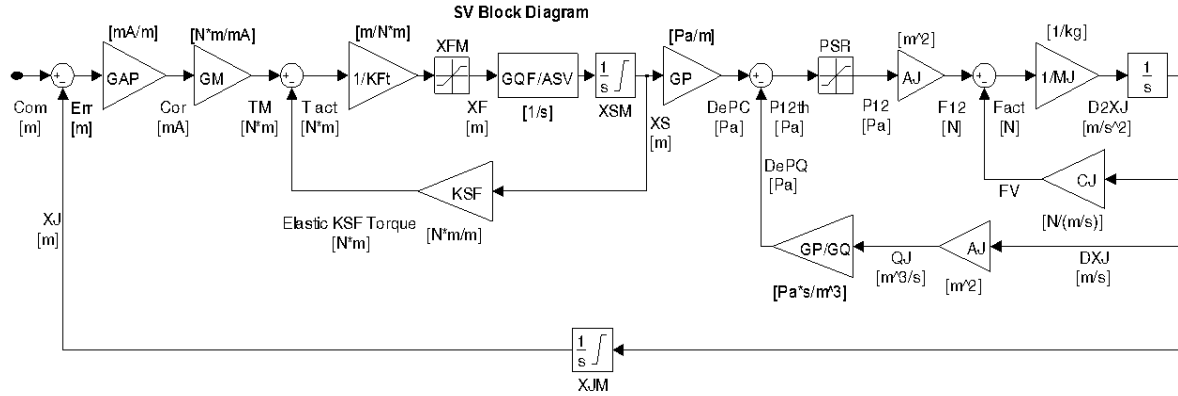 SV Block Diagram
[mA/m]
[N*m/mA]
[m/N*m]
XFM
[Pa/m]
PSR
[m^2]
[1/kg]
GAP
GM
1/KFt
GQF/ASV
1
s
GP
AJ
1/MJ
1
s
Com
[m]
Err
[m]
Cor
[mA]
TM
[N*m]
Tact
[N*m]
XF
[m]
[1/s]
XSM
XS
[m]
DePC
[Pa]
P12th
[Pa]
P12
[Pa]
F12
[N]
Fact
[N]
D2XJ
[m/s^2]
DePQ
[Pa]
KSF
FV
CJ
XJ
[m]
Elastic KSF Torque
[N*m]
[N*m/m]
[N/(m/s)]
GP/GQ
QJ
[m^3/s]
AJ
DXJ
[m/s]
[Pa*s/m^3]
[m^2]
1
s
XJM